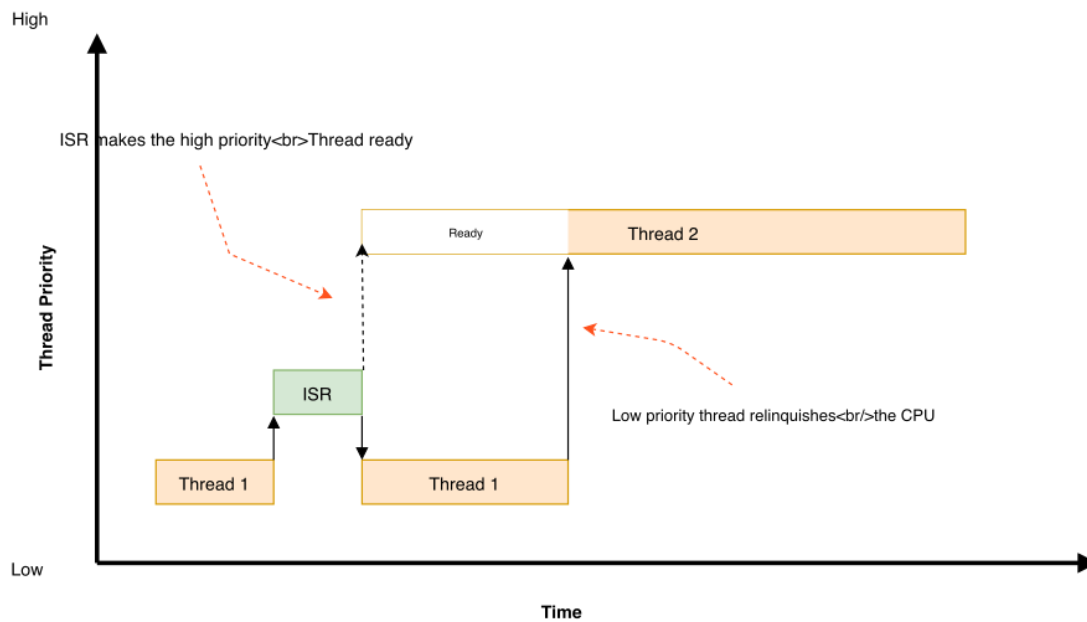 High
ISR makes the high priority<br>Thread ready
Ready
Thread 2
Thread Priority
ISR
Low priority thread relinquishes<br/>the CPU
Thread 1
Thread 1
Low
Time